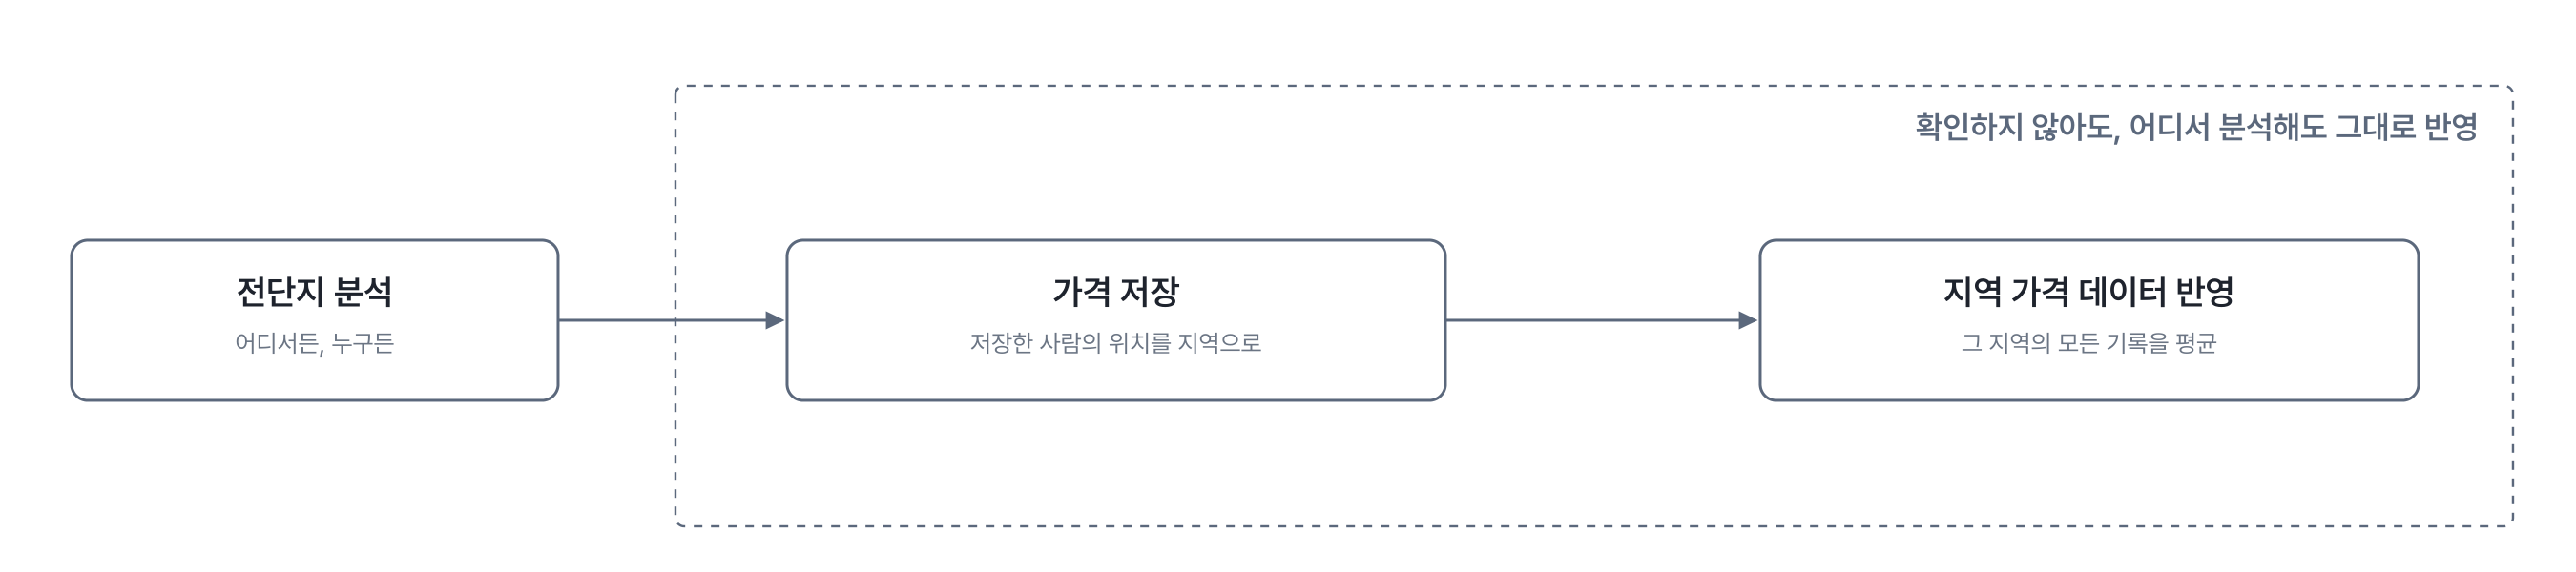 확인하지 않아도, 어디서 분석해도 그대로 반영
전단지 분석
어디서든, 누구든
가격 저장
저장한 사람의 위치를 지역으로
지역 가격 데이터 반영
그 지역의 모든 기록을 평균